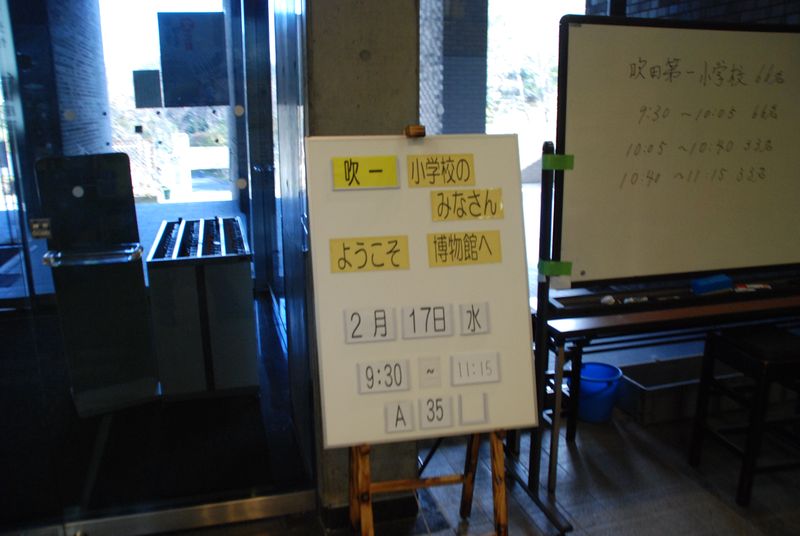 吹一 小学校の
みなさん
ようこそ 博物館へ
2月 17日 水
9:30 ~ 11:15
A 35
吹田第一小学校 66名
9:30 ~ 10:05 66名
10:05 ~ 10:40 33名
10:40 ~ 11:15 33名